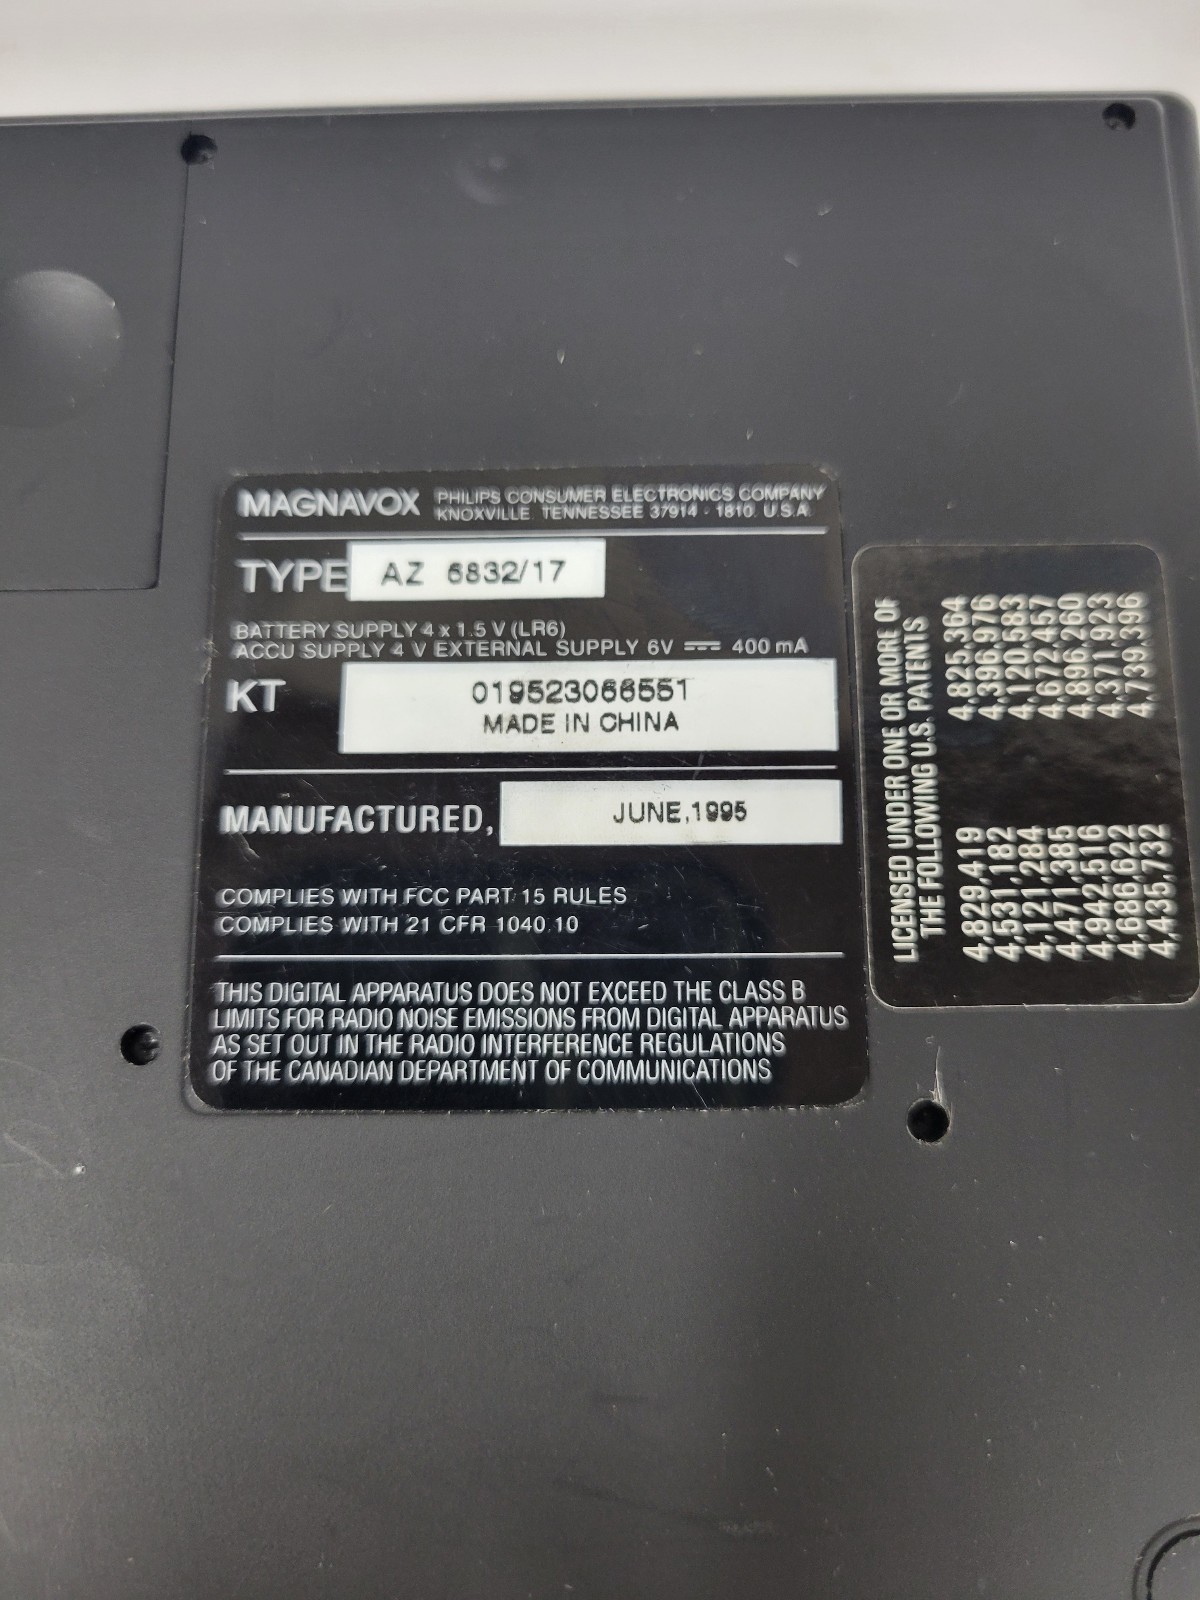 MAGNAVOX PHILIPS CONSUMER ELECTRONICS COMPANY
KNOXVILLE, TENNESSEE 37914 - 1810 U.S.A.
TYPE AZ 6832/17
BATTERY SUPPLY 4 x 1.5 V (LR6)
ACCU SUPPLY 4 V EXTERNAL SUPPLY 6V ⎓ 400 mA
KT 019523066551
MADE IN CHINA
MANUFACTURED, JUNE,1995
COMPLIES WITH FCC PART 15 RULES
COMPLIES WITH 21 CFR 1040.10
THIS DIGITAL APPARATUS DOES NOT EXCEED THE CLASS B
LIMITS FOR RADIO NOISE EMISSIONS FROM DIGITAL APPARATUS
AS SET OUT IN THE RADIO INTERFERENCE REGULATIONS
OF THE CANADIAN DEPARTMENT OF COMMUNICATIONS
LICENSED UNDER ONE OR MORE OF
THE FOLLOWING U.S. PATENTS
4,829,419 4,825,364
4,531,182 4,396,976
4,121,284 4,120,583
4,471,385 4,672,457
4,942,516 4,896,260
4,686,622 4,371,923
4,435,732 4,739,396